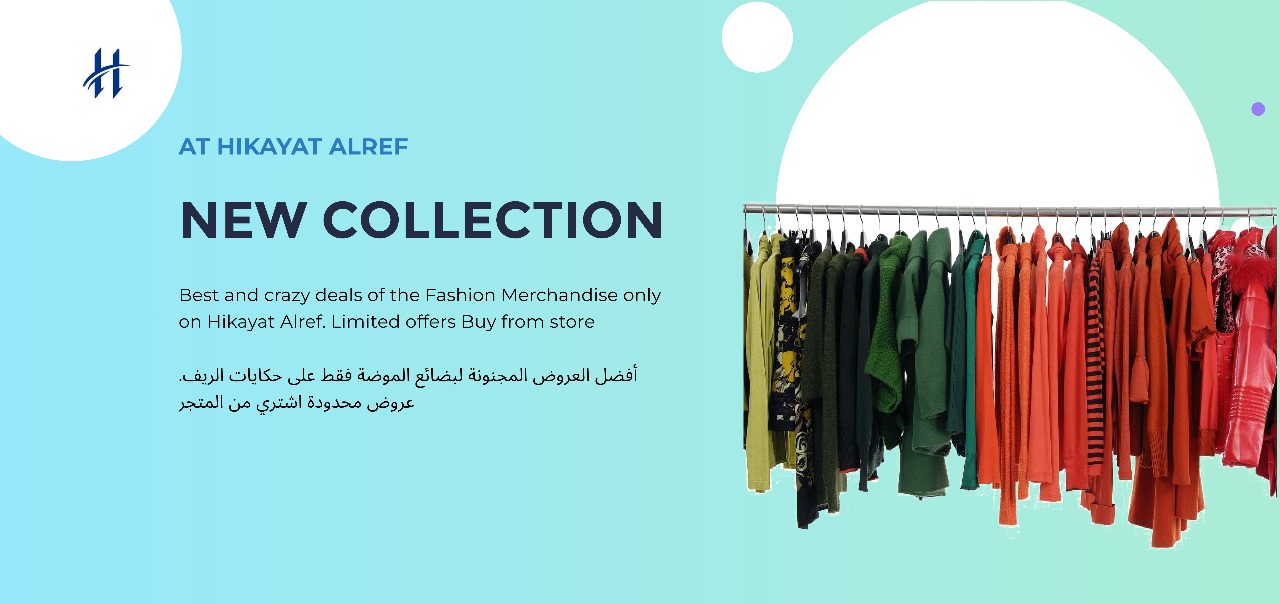 H
AT HIKAYAT ALREF
NEW COLLECTION
Best and crazy deals of the Fashion Merchandise only
on Hikayat Alref. Limited offers Buy from store
أفضل العروض المجنونة لبضائع الموضة فقط على حكايات الريف.
عروض محدودة اشتري من المتجر